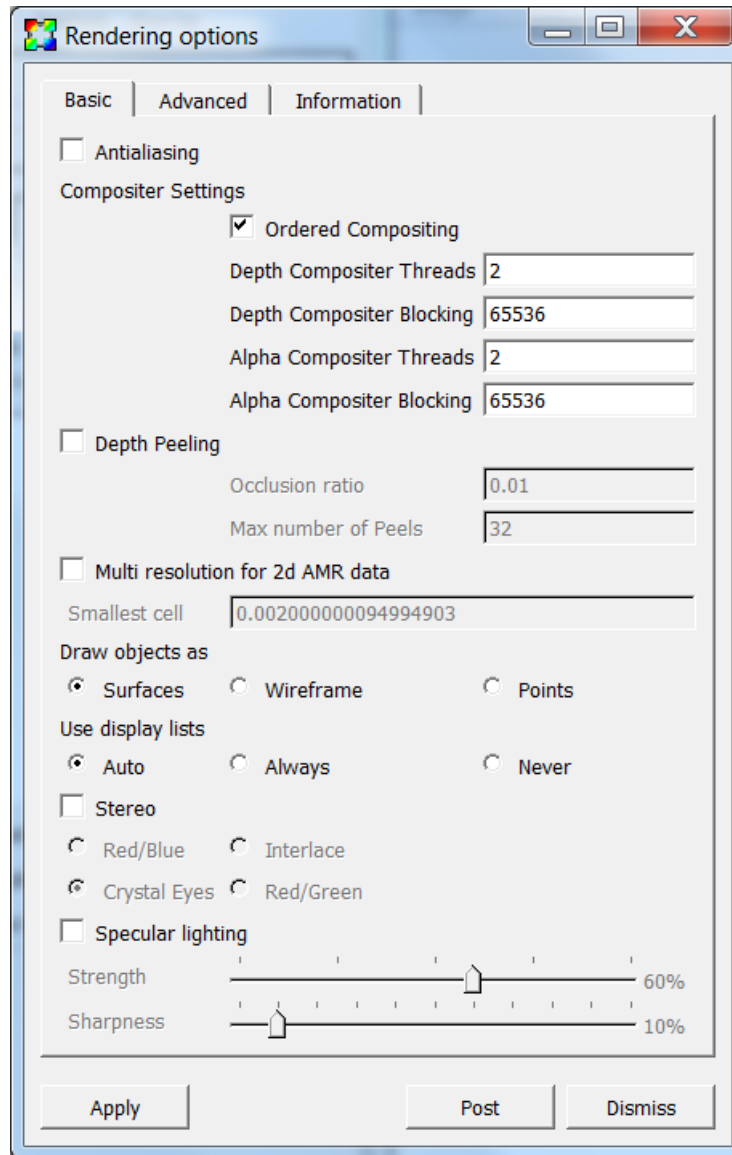 Rendering options
Basic Advanced Information
Antialiasing
Compositer Settings
Ordered Compositing
Depth Compositer Threads 2
Depth Compositer Blocking 65536
Alpha Compositer Threads 2
Alpha Compositer Blocking 65536
Depth Peeling
Occlusion ratio 0.01
Max number of Peels 32
Multi resolution for 2d AMR data
Smallest cell 0.002000000094994903
Draw objects as
Surfaces Wireframe Points
Use display lists
Auto Always Never
Stereo
Red/Blue Interlace
Crystal Eyes Red/Green
Specular lighting
Strength 60%
Sharpness 10%
Apply Post Dismiss